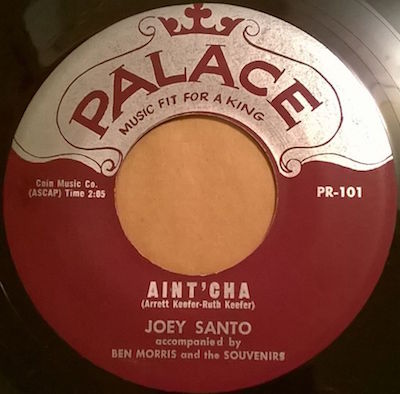 PALACE
MUSIC FIT FOR A KING
Coin Music Co.
(ASCAP) Time 2:05
PR-101
AINT'CHA
(Arrett Keefer-Ruth Keefer)
JOEY SANTO
accompanied by
BEN MORRIS and the SOUVENIRS